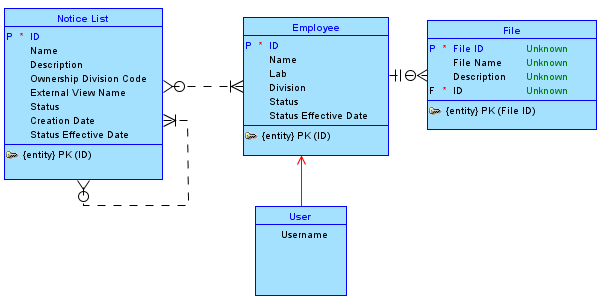 Notice List
P * ID
Name
Description
Ownership Division Code
External View Name
Status
Creation Date
Status Effective Date
{entity} PK (ID)
Employee
P * ID
Name
Lab
Division
Status
Status Effective Date
{entity} PK (ID)
File
P * File ID Unknown
File Name Unknown
Description Unknown
F * ID Unknown
{entity} PK (File ID)
User
Username